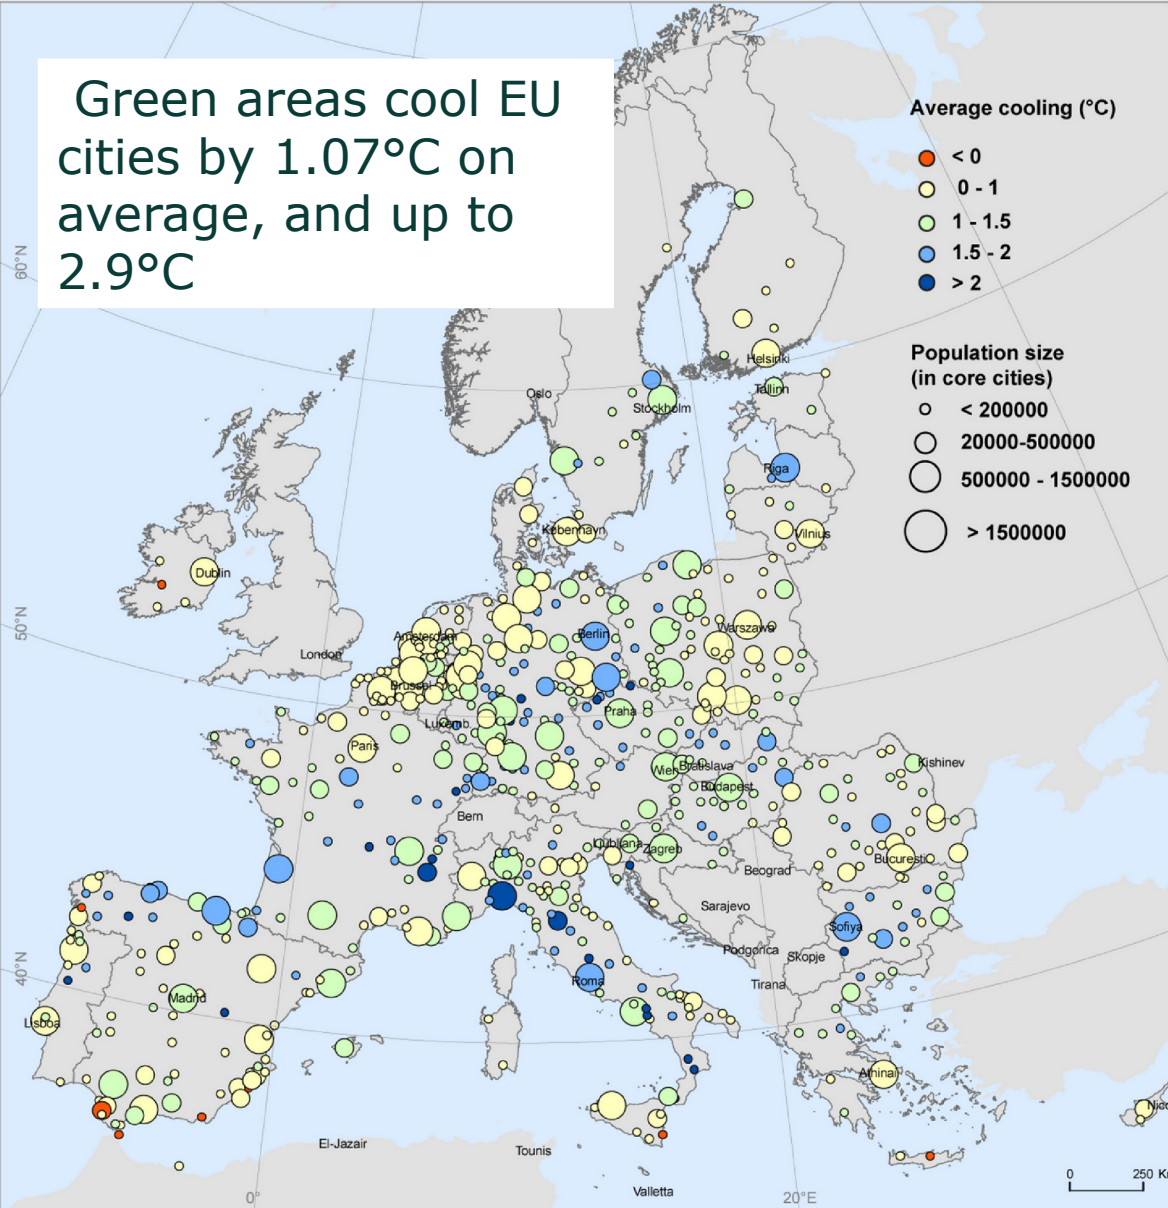 Green areas cool EU
cities by 1.07°C on
average, and up to
2.9°C
Average cooling (°C)
< 0
0 - 1
1 - 1.5
1.5 - 2
> 2
Population size
(in core cities)
< 200000
20000-500000
500000 - 1500000
> 1500000
60°N
50°N
40°N
0°
20°E
Helsinki
Tallinn
Oslo
Stockholm
Riga
København
Vilnius
Dublin
Amsterdam
Berlin
Warszawa
London
Brussel
Luxemb.
Praha
Paris
Wien
Bratislava
Budapest
Kishinev
Bern
Ljubljana
Zagreb
Beograd
Bucuresti
Sarajevo
Sofiya
Podgorica
Skopje
Tirana
Roma
Madrid
Lisboa
Athinai
Nico
El-Jazair
Tounis
Valletta
0
250 K